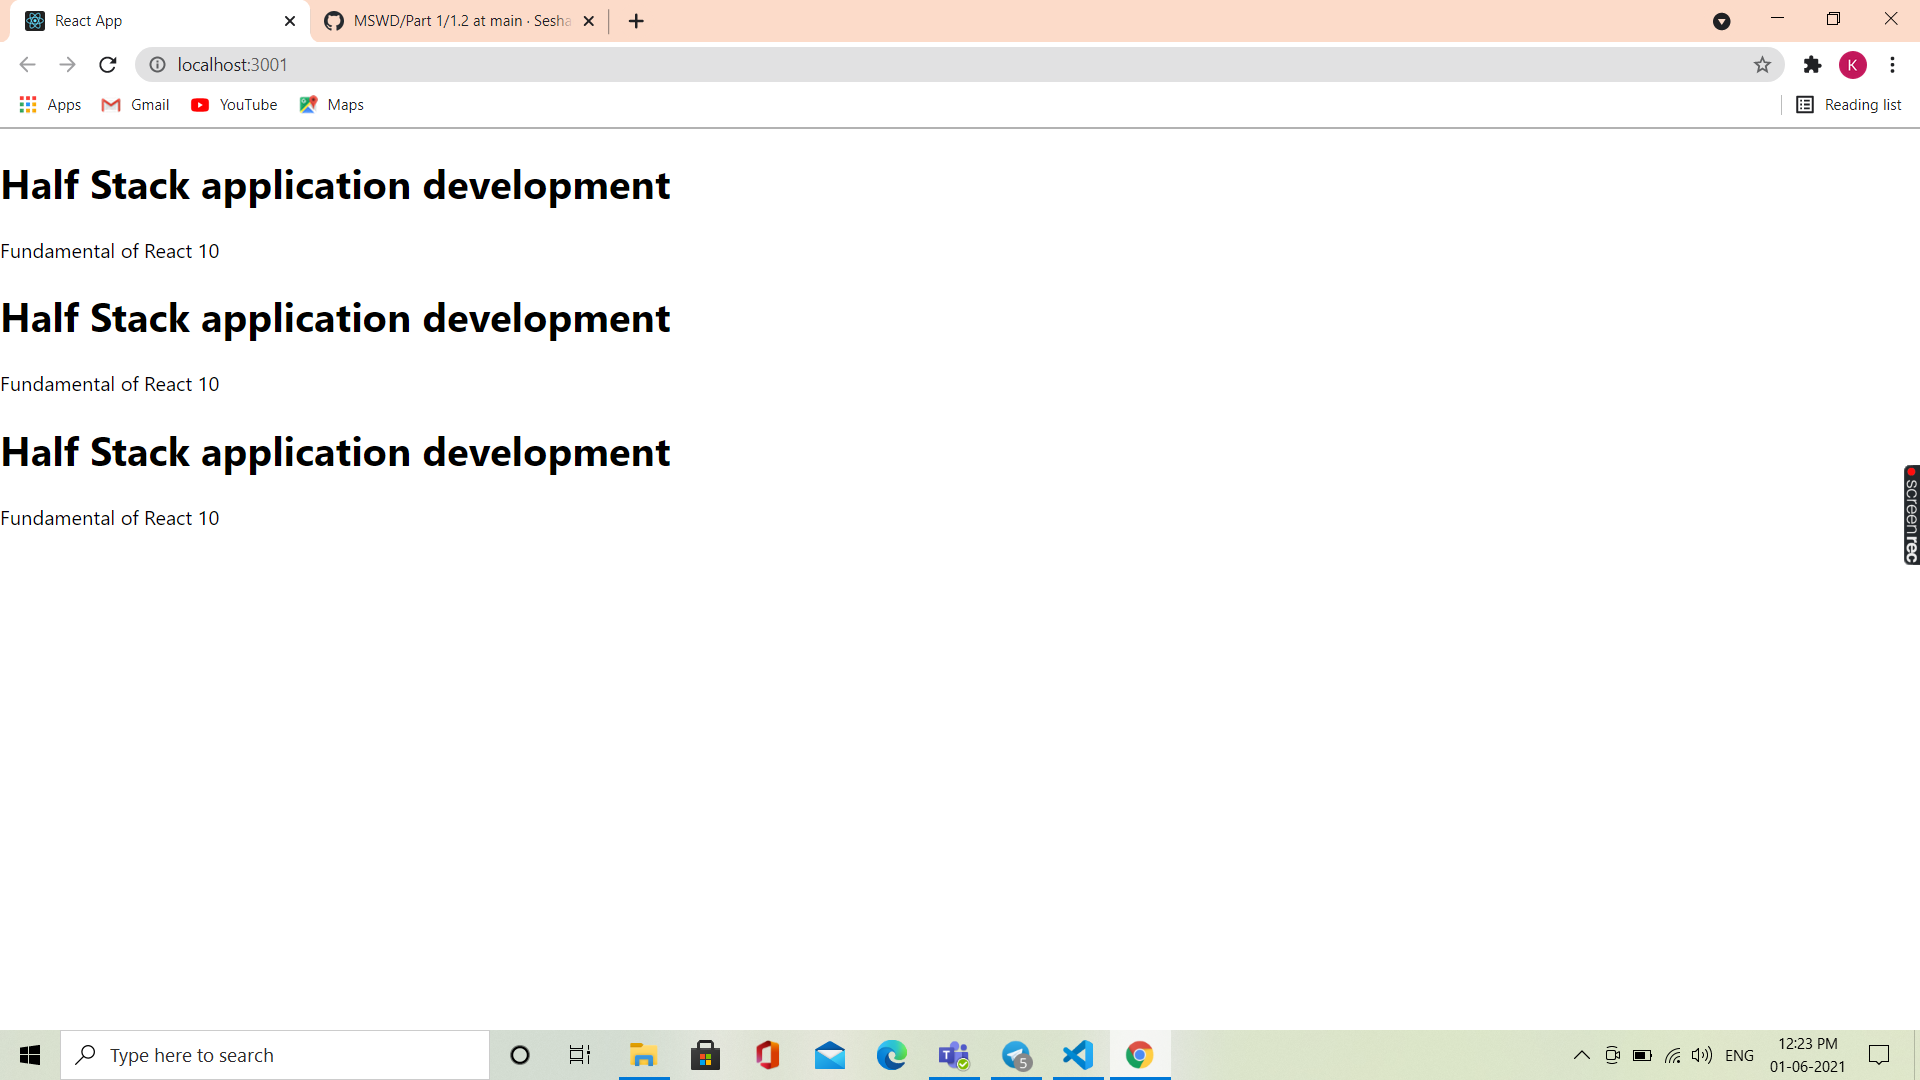 React App
MSWD/Part 1/1.2 at main · Sesha
localhost:3001
K
Apps
Gmail
YouTube
Maps
Reading list
Half Stack application development
Fundamental of React 10
Half Stack application development
Fundamental of React 10
Half Stack application development
Fundamental of React 10
screenrec
Type here to search
5
ENG
12:23 PM
01-06-2021